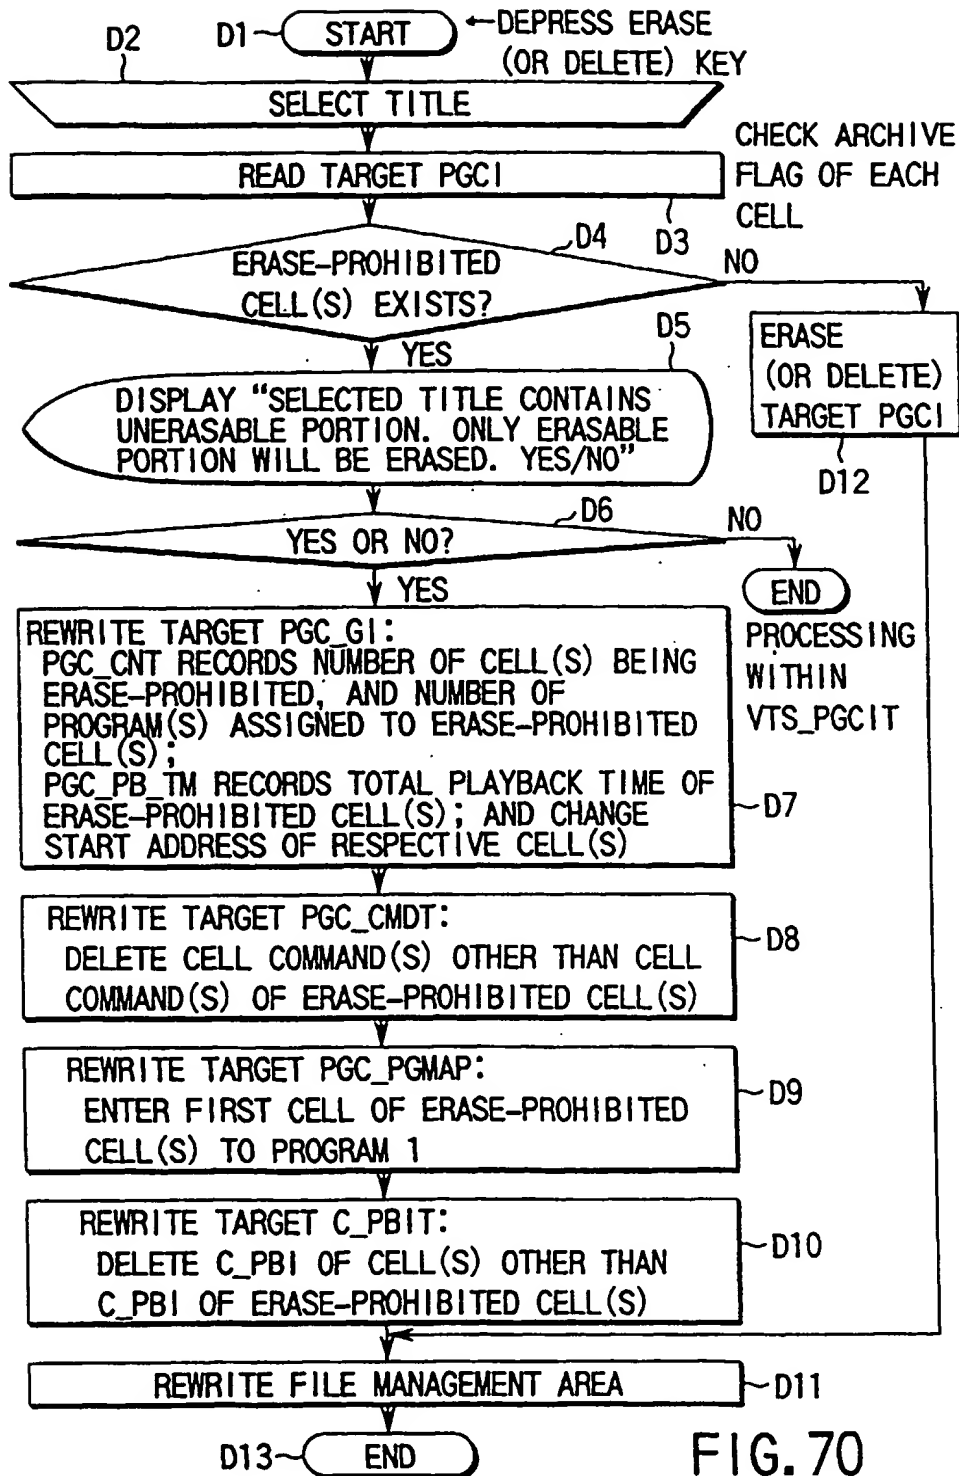 D1
START
←DEPRESS ERASE
(OR DELETE) KEY
D2
SELECT TITLE
READ TARGET PGCI
D3
CHECK ARCHIVE
FLAG OF EACH
CELL
D4
ERASE-PROHIBITED
CELL(S) EXISTS?
NO
YES
D5
DISPLAY "SELECTED TITLE CONTAINS
UNERASABLE PORTION. ONLY ERASABLE
PORTION WILL BE ERASED. YES/NO"
ERASE
(OR DELETE)
TARGET PGCI
D12
D6
YES OR NO?
NO
YES
END
PROCESSING
WITHIN
VTS_PGCIT
REWRITE TARGET PGC_GI:
PGC_CNT RECORDS NUMBER OF CELL(S) BEING
ERASE-PROHIBITED, AND NUMBER OF
PROGRAM(S) ASSIGNED TO ERASE-PROHIBITED
CELL(S);
PGC_PB_TM RECORDS TOTAL PLAYBACK TIME OF
ERASE-PROHIBITED CELL(S); AND CHANGE
START ADDRESS OF RESPECTIVE CELL(S)
D7
REWRITE TARGET PGC_CMDT:
DELETE CELL COMMAND(S) OTHER THAN CELL
COMMAND(S) OF ERASE-PROHIBITED CELL(S)
D8
REWRITE TARGET PGC_PGMAP:
ENTER FIRST CELL OF ERASE-PROHIBITED
CELL(S) TO PROGRAM 1
D9
REWRITE TARGET C_PBIT:
DELETE C_PBI OF CELL(S) OTHER THAN
C_PBI OF ERASE-PROHIBITED CELL(S)
D10
REWRITE FILE MANAGEMENT AREA
D11
D13
END
FIG. 70